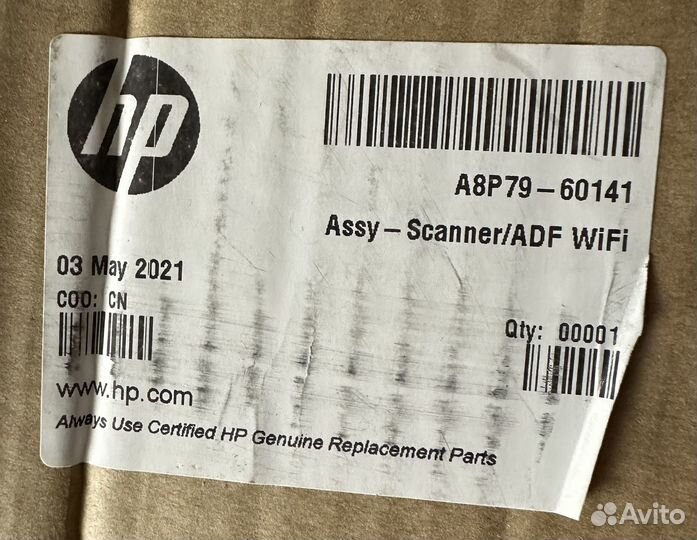 hp
A8P79-60141
Assy-Scanner/ADF WiFi
03 May 2021
COO: CN
Qty: 00001
www.hp.com
Always Use Certified HP Genuine Replacement Parts
Avito